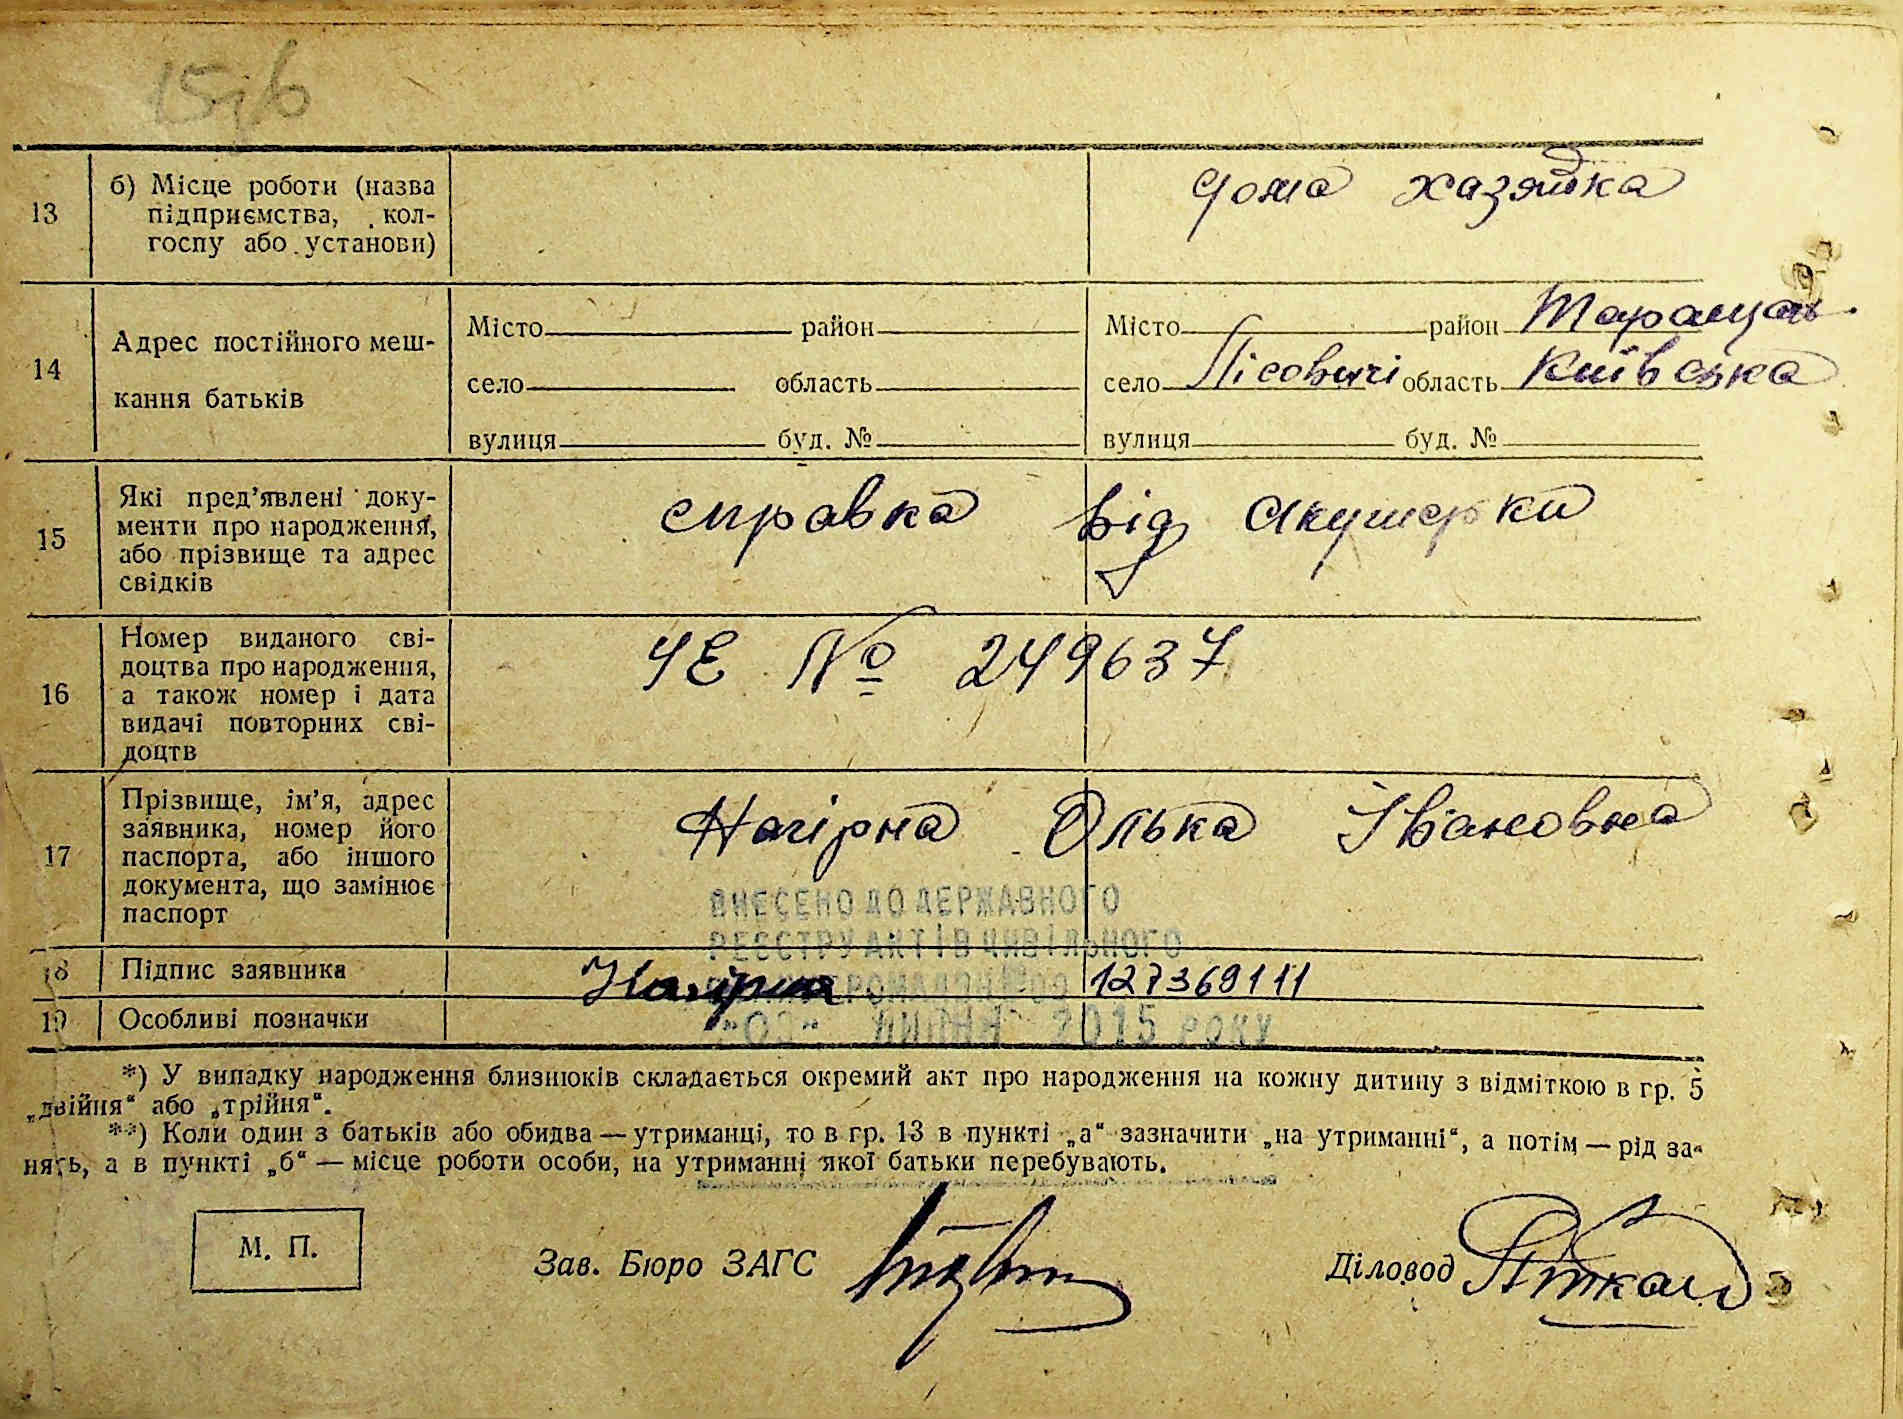 15,6
13 б) Місце роботи (назва
підприємства, кол-
госпу або установи)
дома хазяйка
14 Адрес постійного меш-
кання батьків
Місто район Місто район Таращан.
село область село Лісовичі область Київська
вулиця буд. № вулиця буд. №
15 Які пред'явлені доку-
менти про народження,
або прізвище та адрес
свідків
справка від Акушерки
16 Номер виданого сві-
доцтва про народження,
а також номер і дата
видачі повторних сві-
доцтв
ЧЕ № 249637
17 Прізвище, ім'я, адрес
заявника, номер його
паспорта, або іншого
документа, що замінює
паспорт
Нагірна Олька Івановна
ВНЕСЕНО ДО ДЕРЖАВНОГО
РЕЄСТРУ АКТІВ ЦИВІЛЬНОГО
18 Підпис заявника Нагірна 127369111
19 Особливі позначки
ЛИПНЯ 2015 РОКУ
*) У випадку народження близнюків складається окремий акт про народження на кожну дитину з відміткою в гр. 5
„двійня“ або „трійня“.
**) Коли один з батьків або обидва — утриманці, то в гр. 13 в пункті „а“ зазначити „на утриманні“, а потім — рід за-
нять, а в пункті „б“ — місце роботи особи, на утриманні якої батьки перебувають.
М. П.
Зав. Бюро ЗАГС
Діловод